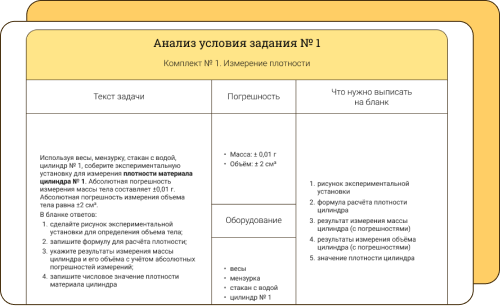 Анализ условия задания № 1
Комплект № 1. Измерение плотности
Текст задачи
Погрешность
Что нужно выписать
на бланк
Используя весы, мензурку, стакан с водой,
цилиндр № 1, соберите экспериментальную
установку для измерения плотности материала
цилиндра № 1. Абсолютная погрешность
измерения массы тела составляет ±0,01 г.
Абсолютная погрешность измерения объема
тела равна ±2 см³.
В бланке ответов:
1. сделайте рисунок экспериментальной
установки для определения объема тела;
2. запишите формулу для расчёта плотности;
3. укажите результаты измерения массы
цилиндра и его объёма с учётом абсолютных
погрешностей измерений;
4. запишите числовое значение плотности
материала цилиндра
• Масса: ± 0,01 г
• Объём: ± 2 см³
Оборудование
• весы
• мензурка
• стакан с водой
• цилиндр № 1
1. рисунок экспериментальной
установки
2. формула расчёта плотности
цилиндра
3. результат измерения массы
цилиндра (с погрешностями)
4. результаты измерения объёма
цилиндра (с погрешностями)
5. значение плотности цилиндра